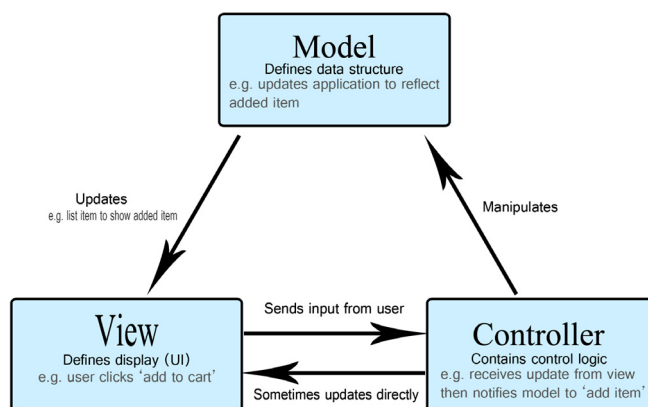 Model
Defines data structure
e.g. updates application to reflect
added item
Updates
e.g. list item to show added item
Manipulates
View
Defines display (UI)
e.g. user clicks ‘add to cart’
Sends input from user
Sometimes updates directly
Controller
Contains control logic
e.g. receives update from view
then notifies model to ‘add item’